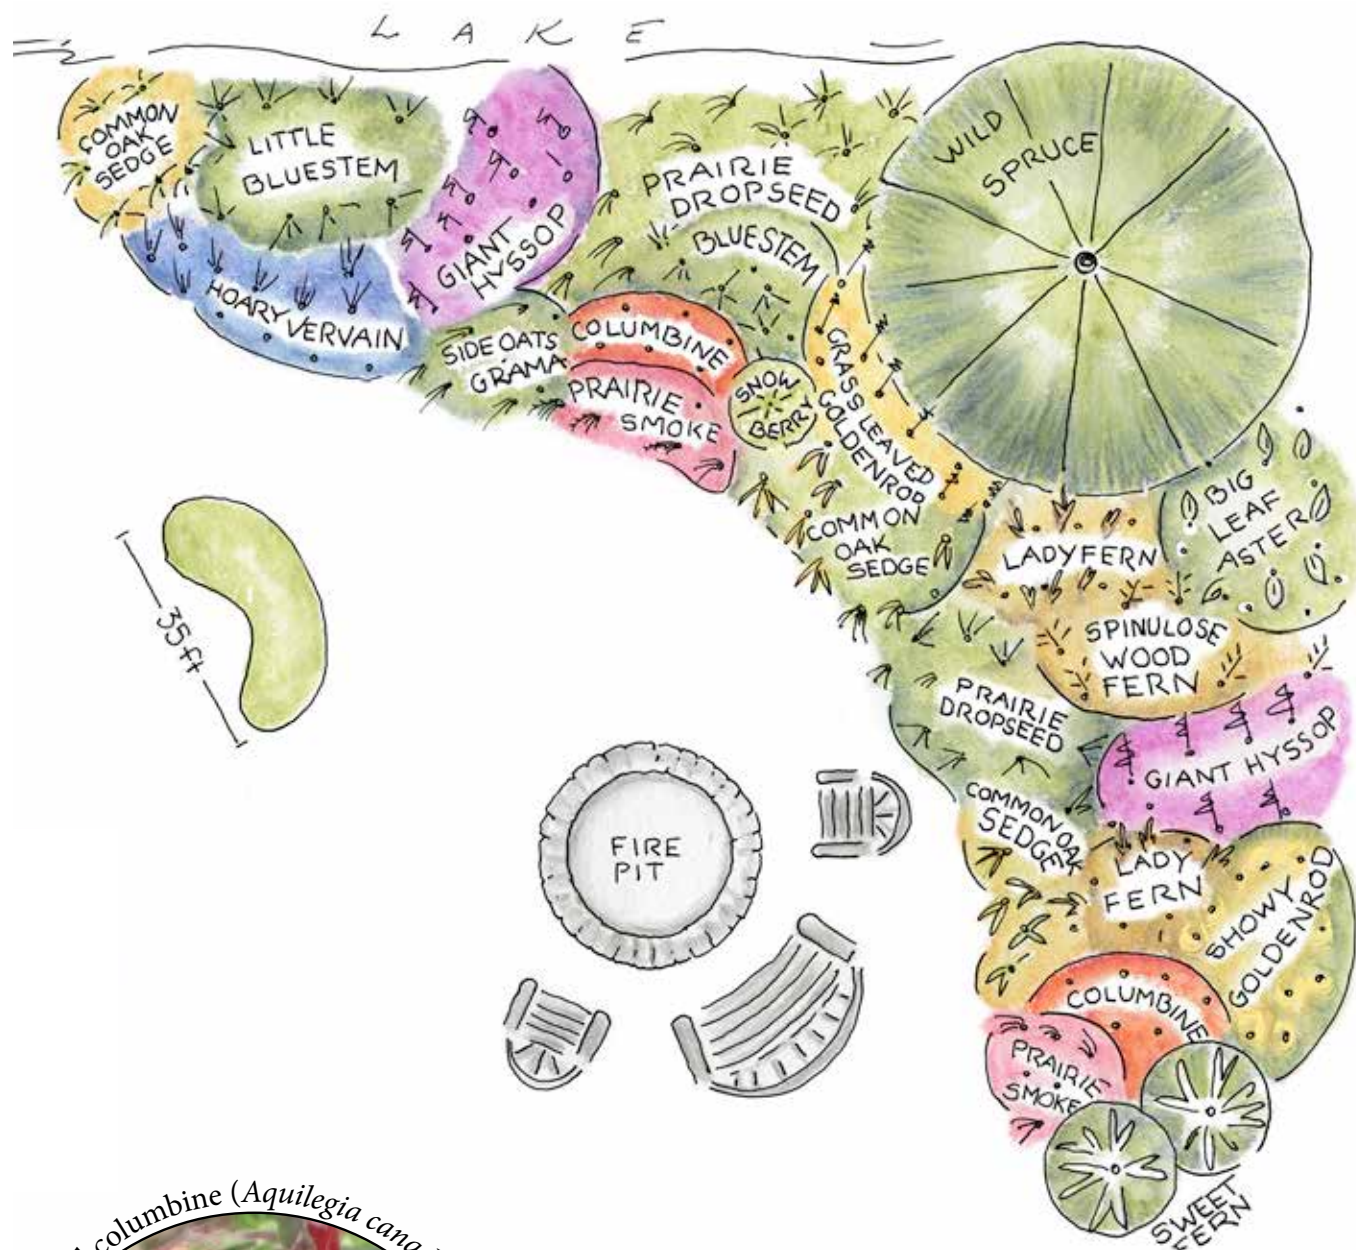 LAKE
COMMON
OAK
SEDGE
LITTLE
BLUESTEM
GIANT
HYSSOP
HOARY VERVAIN
PRAIRIE
DROPSEED
BLUESTEM
WILD
SPRUCE
SIDE OATS
GRAMA
COLUMBINE
PRAIRIE
SMOKE
SNOW
BERRY
GRASS LEAVED
GOLDENROD
COMMON
OAK
SEDGE
LADYFERN
BIG
LEAF
ASTER
SPINULOSE
WOOD
FERN
35 ft
PRAIRIE
DROPSEED
GIANT HYSSOP
COMMON OAK
SEDGE
LADY
FERN
SHOWY
GOLDENROD
FIRE
PIT
COLUMBINE
PRAIRIE
SMOKE
SWEET
FERN
columbine (Aquilegia